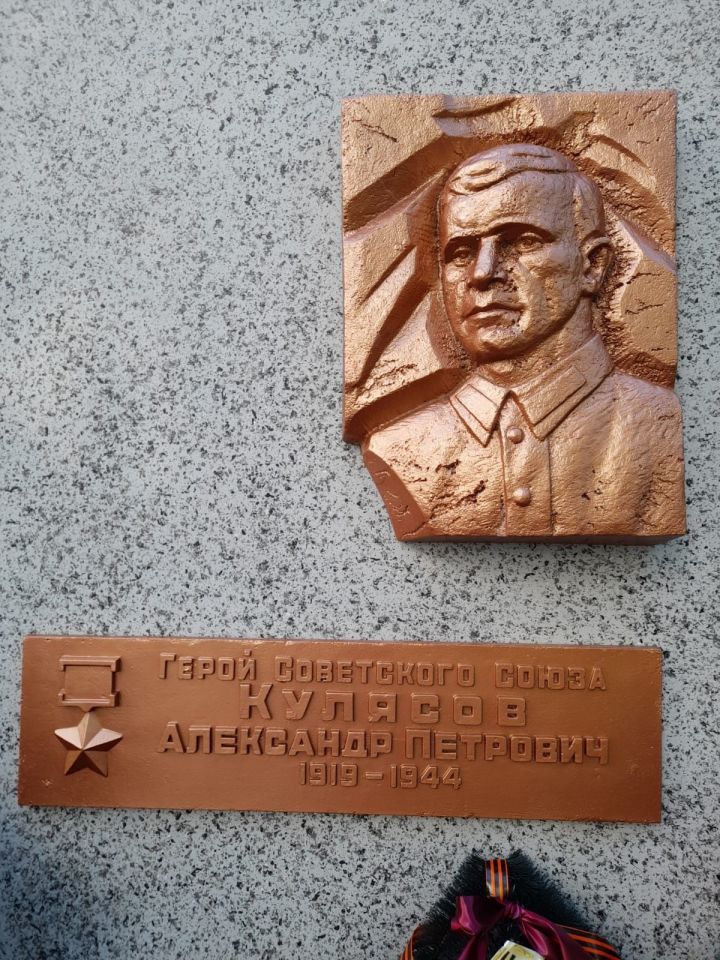 ГЕРОЙ СОВЕТСКОГО СОЮЗА
КУЛЯСОВ
АЛЕКСАНДР ПЕТРОВИЧ
1919-1944